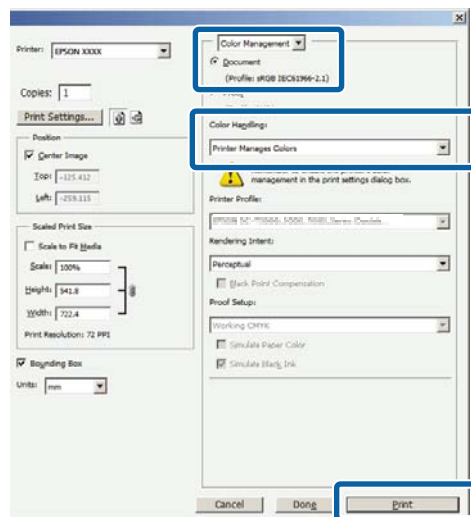 Printer: EPSON XXXX
Copies: 1
Print Settings...
Position
Center Image
Top: -125.412
Left: -259.115
Scaled Print Size
Scale to Fit Media
Scale: 100%
Height: 541.8
Width: 722.4
Print Resolution: 72 PPI
Bounding Box
Units: mm
Color Management
Document
(Profile: sRGB IEC61966-2.1)
Color Handling:
Printer Manages Colors
management in the print settings dialog box.
Printer Profile:
Rendering Intent:
Perceptual
Black Point Compensation
Proof Setup:
Working CMYK
Simulate Paper Color
Simulate Black Ink
Cancel
Done
Print